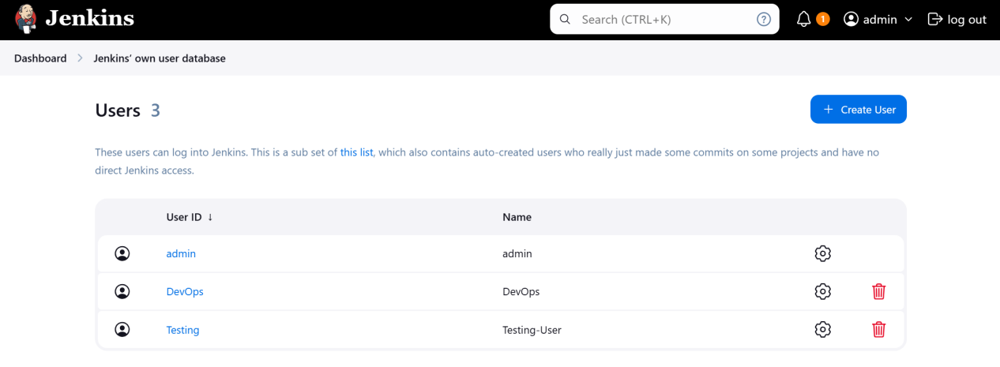 Jenkins
Search (CTRL+K)
?
1
admin
log out
Dashboard
Jenkins' own user database
Users 3
+ Create User
These users can log into Jenkins. This is a sub set of this list, which also contains auto-created users who really just made some commits on some projects and have no
direct Jenkins access.
User ID ↓ Name
admin admin
DevOps DevOps
Testing Testing-User